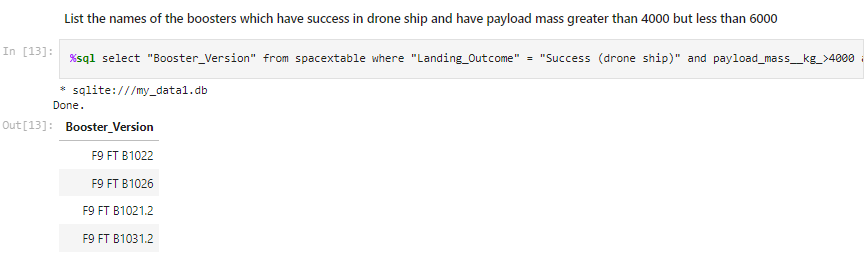 List the names of the boosters which have success in drone ship and have payload mass greater than 4000 but less than 6000
In [13]: %sql select "Booster_Version" from spacextable where "Landing_Outcome" = "Success (drone ship)" and payload_mass__kg_>4000
* sqlite:///my_data1.db
Done.
Out[13]: Booster_Version
F9 FT B1022
F9 FT B1026
F9 FT B1021.2
F9 FT B1031.2